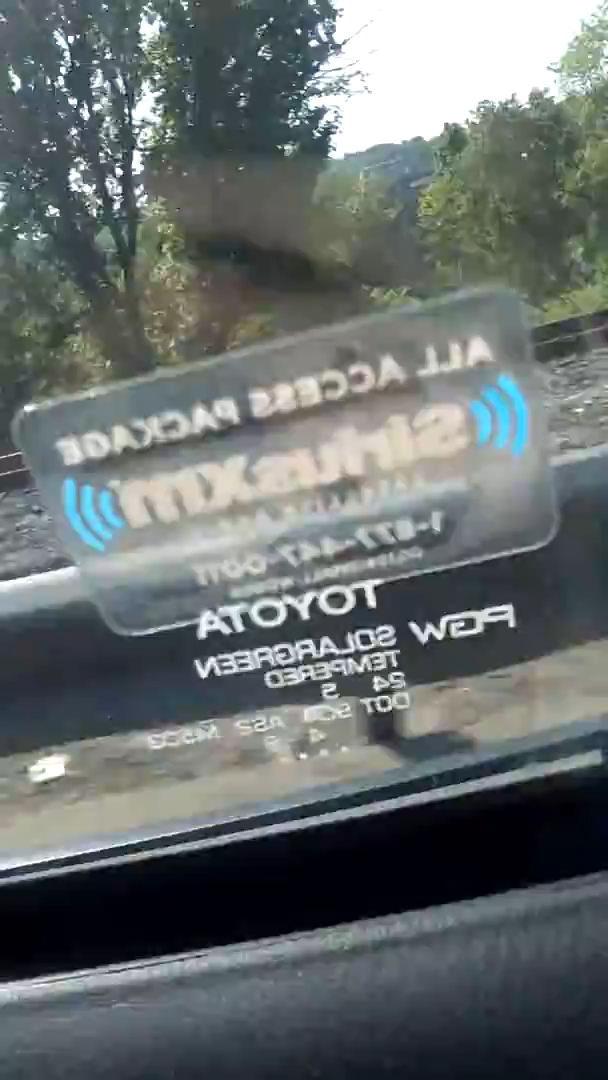 ALL ACCESS PACKAGE
SiriusXM
1-877-447-0011
TOYOTA
PGW SOLARGREEN
TEMPERED
24 S
DOT